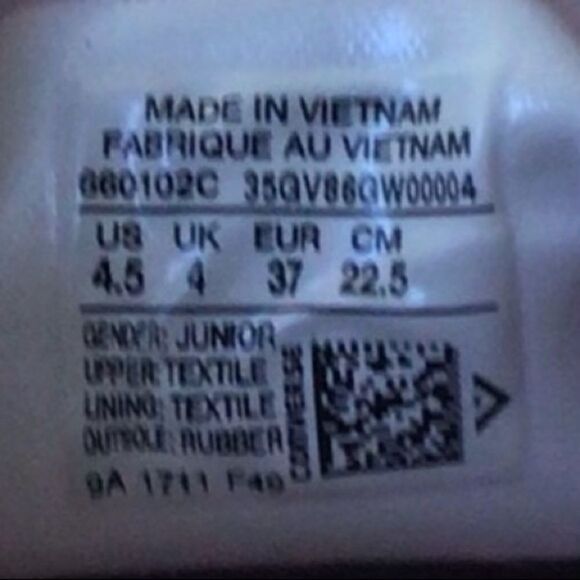 MADE IN VIETNAM
FABRIQUE AU VIETNAM
660102C 35GV86GW00004
US UK EUR CM
4.5 4 37 22.5
GENDER: JUNIOR
UPPER: TEXTILE
LINING: TEXTILE
OUTSOLE: RUBBER
9A 1711
CONVERSE